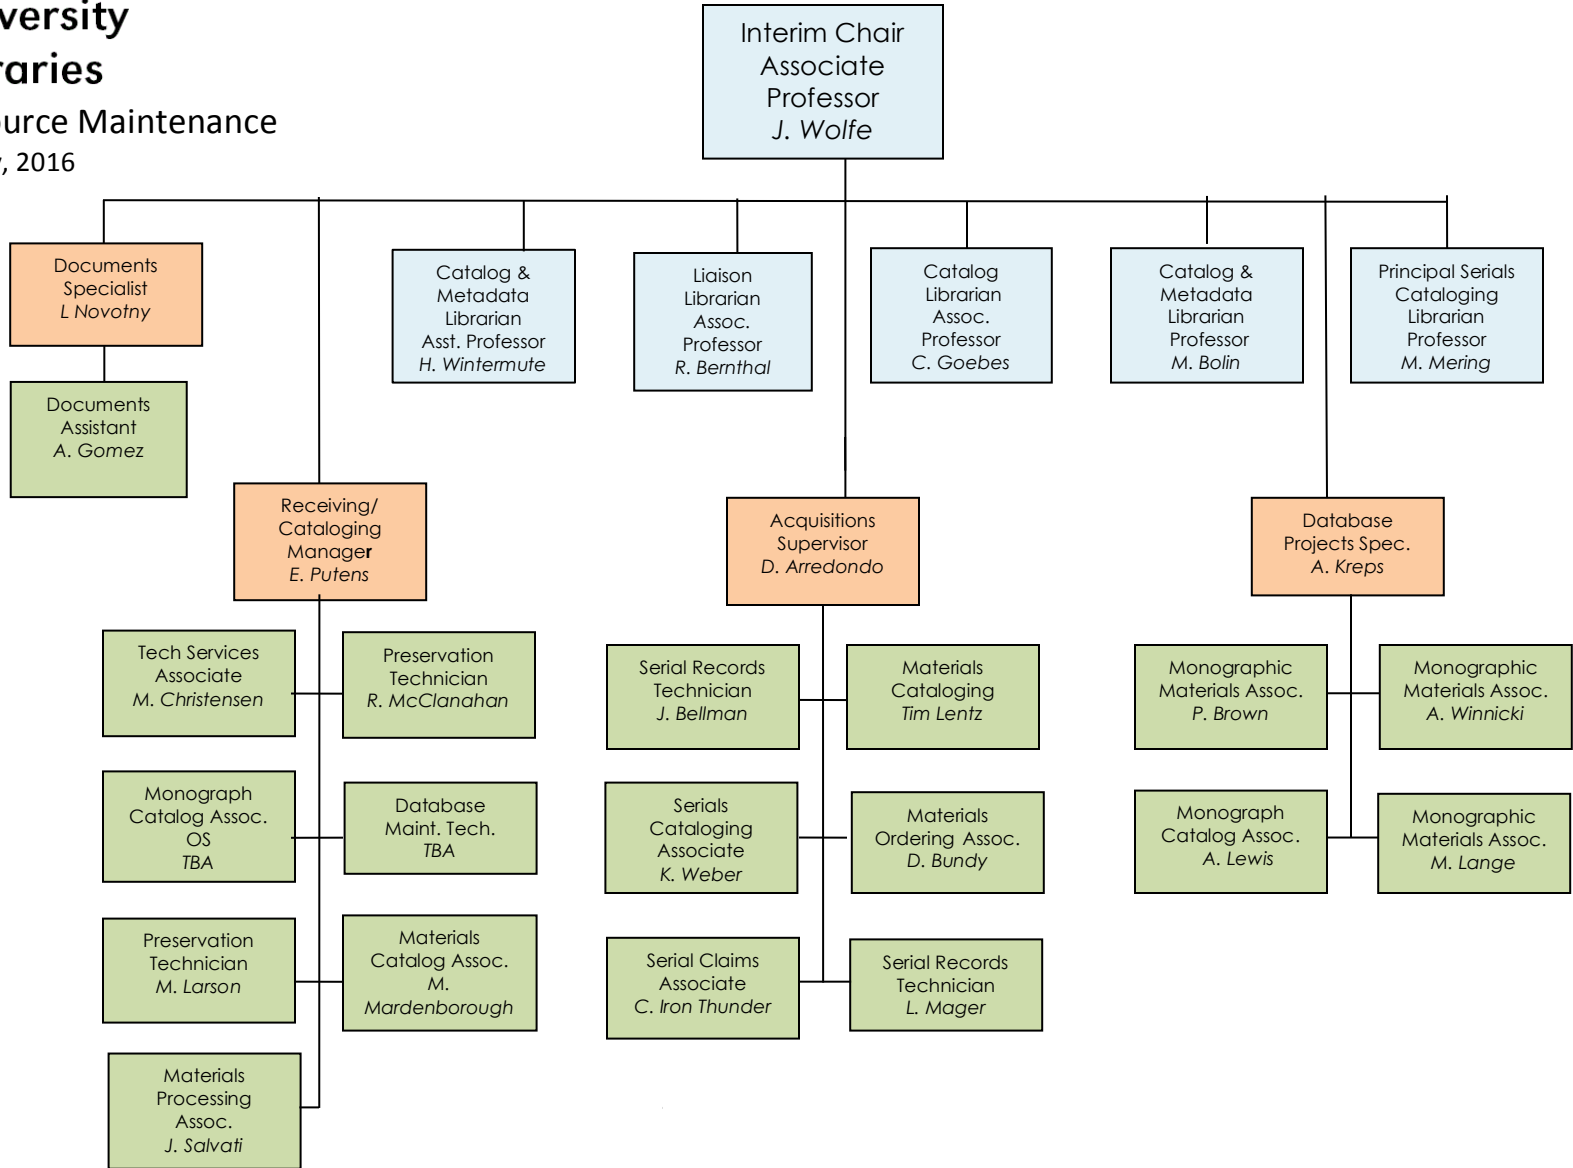 versity
raries
urce Maintenance
, 2016
Interim Chair
Associate
Professor
J. Wolfe
Documents
Specialist
L Novotny
Catalog &
Metadata
Librarian
Asst. Professor
H. Wintermute
Liaison
Librarian
Assoc.
Professor
R. Bernthal
Catalog
Librarian
Assoc.
Professor
C. Goebes
Catalog &
Metadata
Librarian
Professor
M. Bolin
Principal Serials
Cataloging
Librarian
Professor
M. Mering
Documents
Assistant
A. Gomez
Receiving/
Cataloging
Manager
E. Putens
Acquisitions
Supervisor
D. Arredondo
Database
Projects Spec.
A. Kreps
Tech Services
Associate
M. Christensen
Preservation
Technician
R. McClanahan
Serial Records
Technician
J. Bellman
Materials
Cataloging
Tim Lentz
Monographic
Materials Assoc.
P. Brown
Monographic
Materials Assoc.
A. Winnicki
Monograph
Catalog Assoc.
OS
TBA
Database
Maint. Tech.
TBA
Serials
Cataloging
Associate
K. Weber
Materials
Ordering Assoc.
D. Bundy
Monograph
Catalog Assoc.
A. Lewis
Monographic
Materials Assoc.
M. Lange
Preservation
Technician
M. Larson
Materials
Catalog Assoc.
M.
Mardenborough
Serial Claims
Associate
C. Iron Thunder
Serial Records
Technician
L. Mager
Materials
Processing
Assoc.
J. Salvati